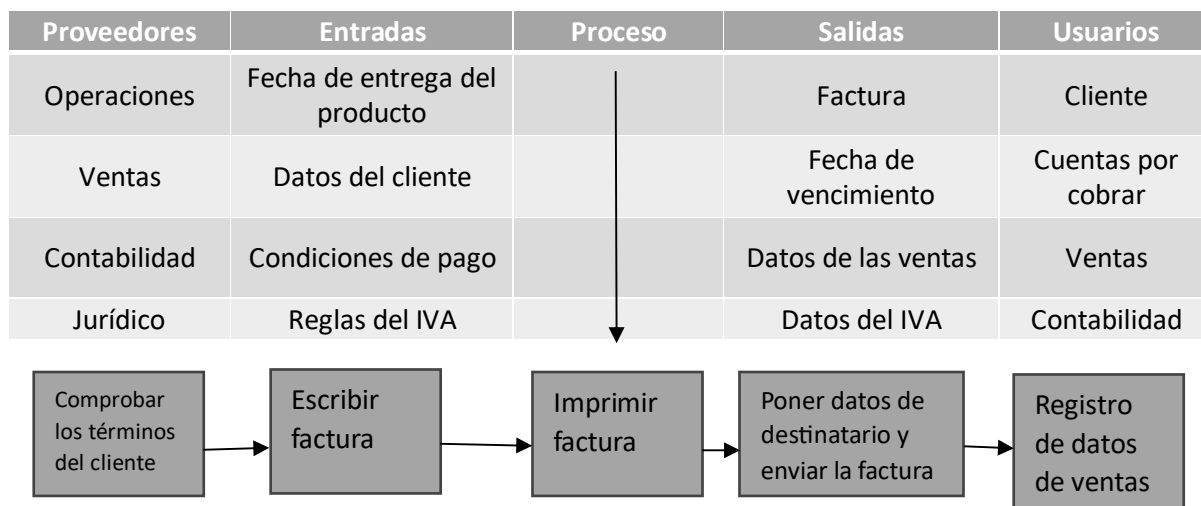 Proveedores Entradas Proceso Salidas Usuarios
Operaciones Fecha de entrega del producto Factura Cliente
Ventas Datos del cliente Fecha de vencimiento Cuentas por cobrar
Contabilidad Condiciones de pago Datos de las ventas Ventas
Jurídico Reglas del IVA Datos del IVA Contabilidad
Comprobar
los términos
del cliente
Escribir
factura
Imprimir
factura
Poner datos de
destinatario y
enviar la factura
Registro
de datos
de ventas